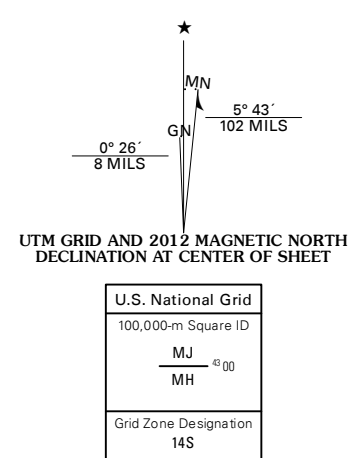 ★
MN
GN
5° 43´
102 MILS
0° 26´
8 MILS
UTM GRID AND 2012 MAGNETIC NORTH
DECLINATION AT CENTER OF SHEET
U.S. National Grid
100,000-m Square ID
MJ
43 00
MH
Grid Zone Designation
14S